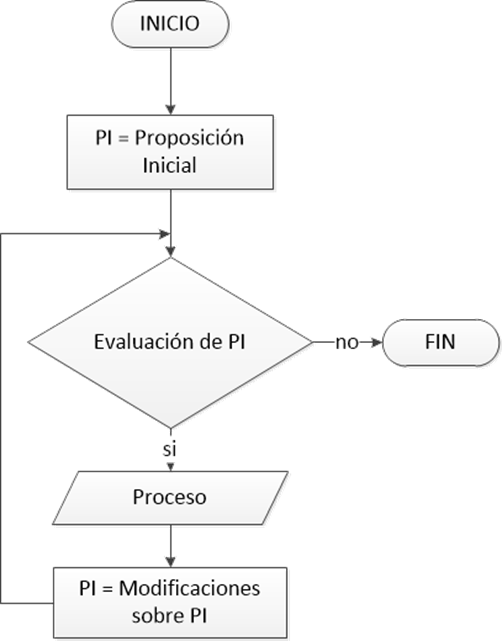 INICIO
PI = Proposición
Inicial
Evaluación de PI
no
FIN
si
Proceso
PI = Modificaciones
sobre PI